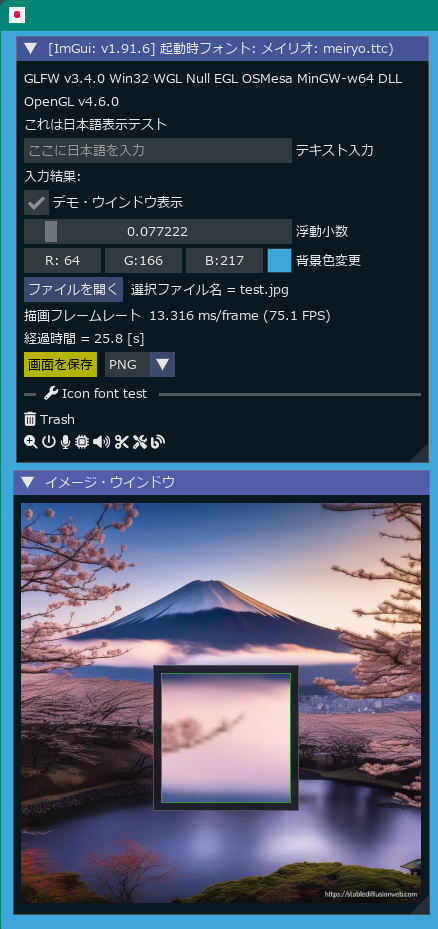 [ImGui: v1.91.6] 起動時フォント: メイリオ: meiryo.ttc)
GLFW v3.4.0 Win32 WGL Null EGL OSMesa MinGW-w64 DLL
OpenGL v4.6.0
これは日本語表示テスト
ここに日本語を入力 テキスト入力
入力結果:
デモ・ウインドウ表示
0.077222 浮動小数
R: 64 G:166 B:217 背景色変更
ファイルを開く 選択ファイル名 = test.jpg
描画フレームレート 13.316 ms/frame (75.1 FPS)
経過時間 = 25.8 [s]
画面を保存 PNG
Icon font test
Trash
イメージ・ウインドウ
https://stablediffusionweb.com